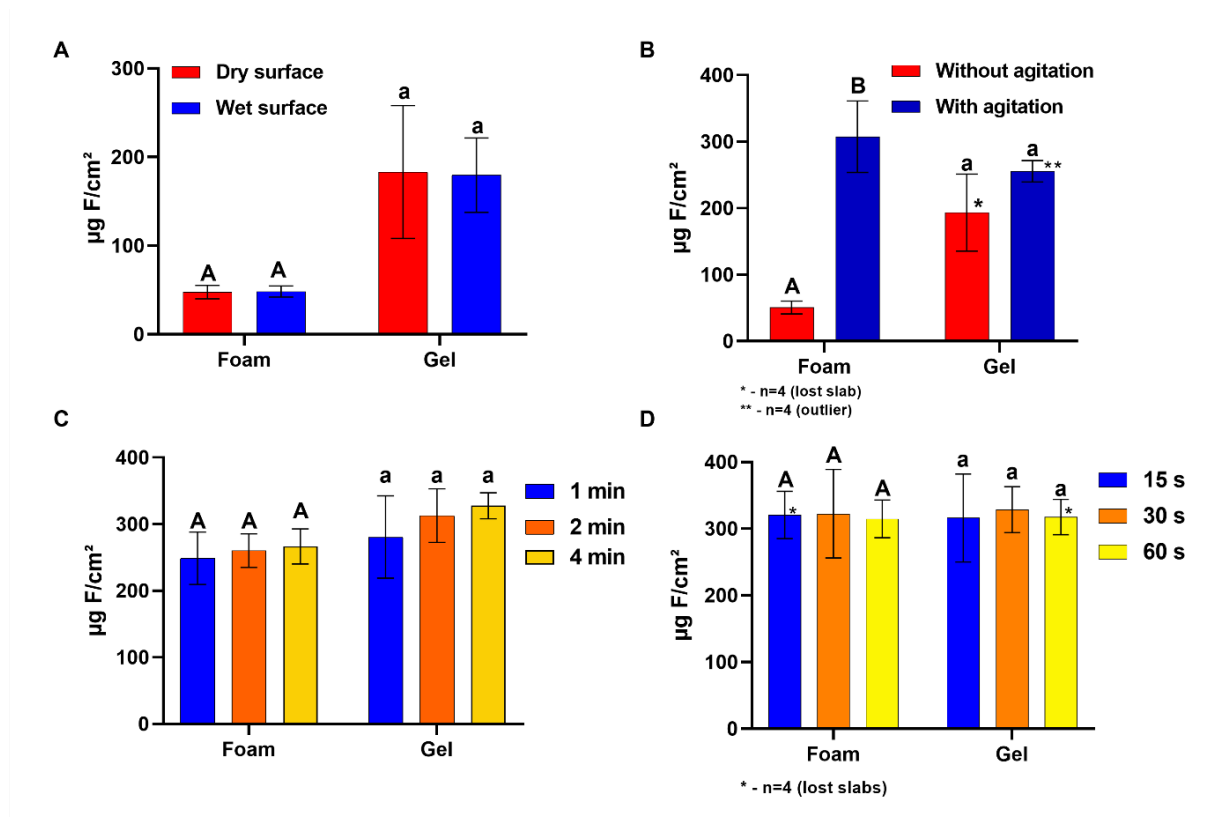 A
Dry surface
Wet surface
µg F/cm²
300
200
100
0
A
A
a
a
Foam
Gel
B
Without agitation
With agitation
µg F/cm²
400
300
200
100
0
A
B
a
*
a
**
Foam
Gel
* - n=4 (lost slab)
** - n=4 (outlier)
C
µg F/cm²
400
300
200
100
0
A
A
A
a
a
a
1 min
2 min
4 min
Foam
Gel
D
µg F/cm²
400
300
200
100
0
A
*
A
A
a
a
a
*
15 s
30 s
60 s
Foam
Gel
* - n=4 (lost slabs)